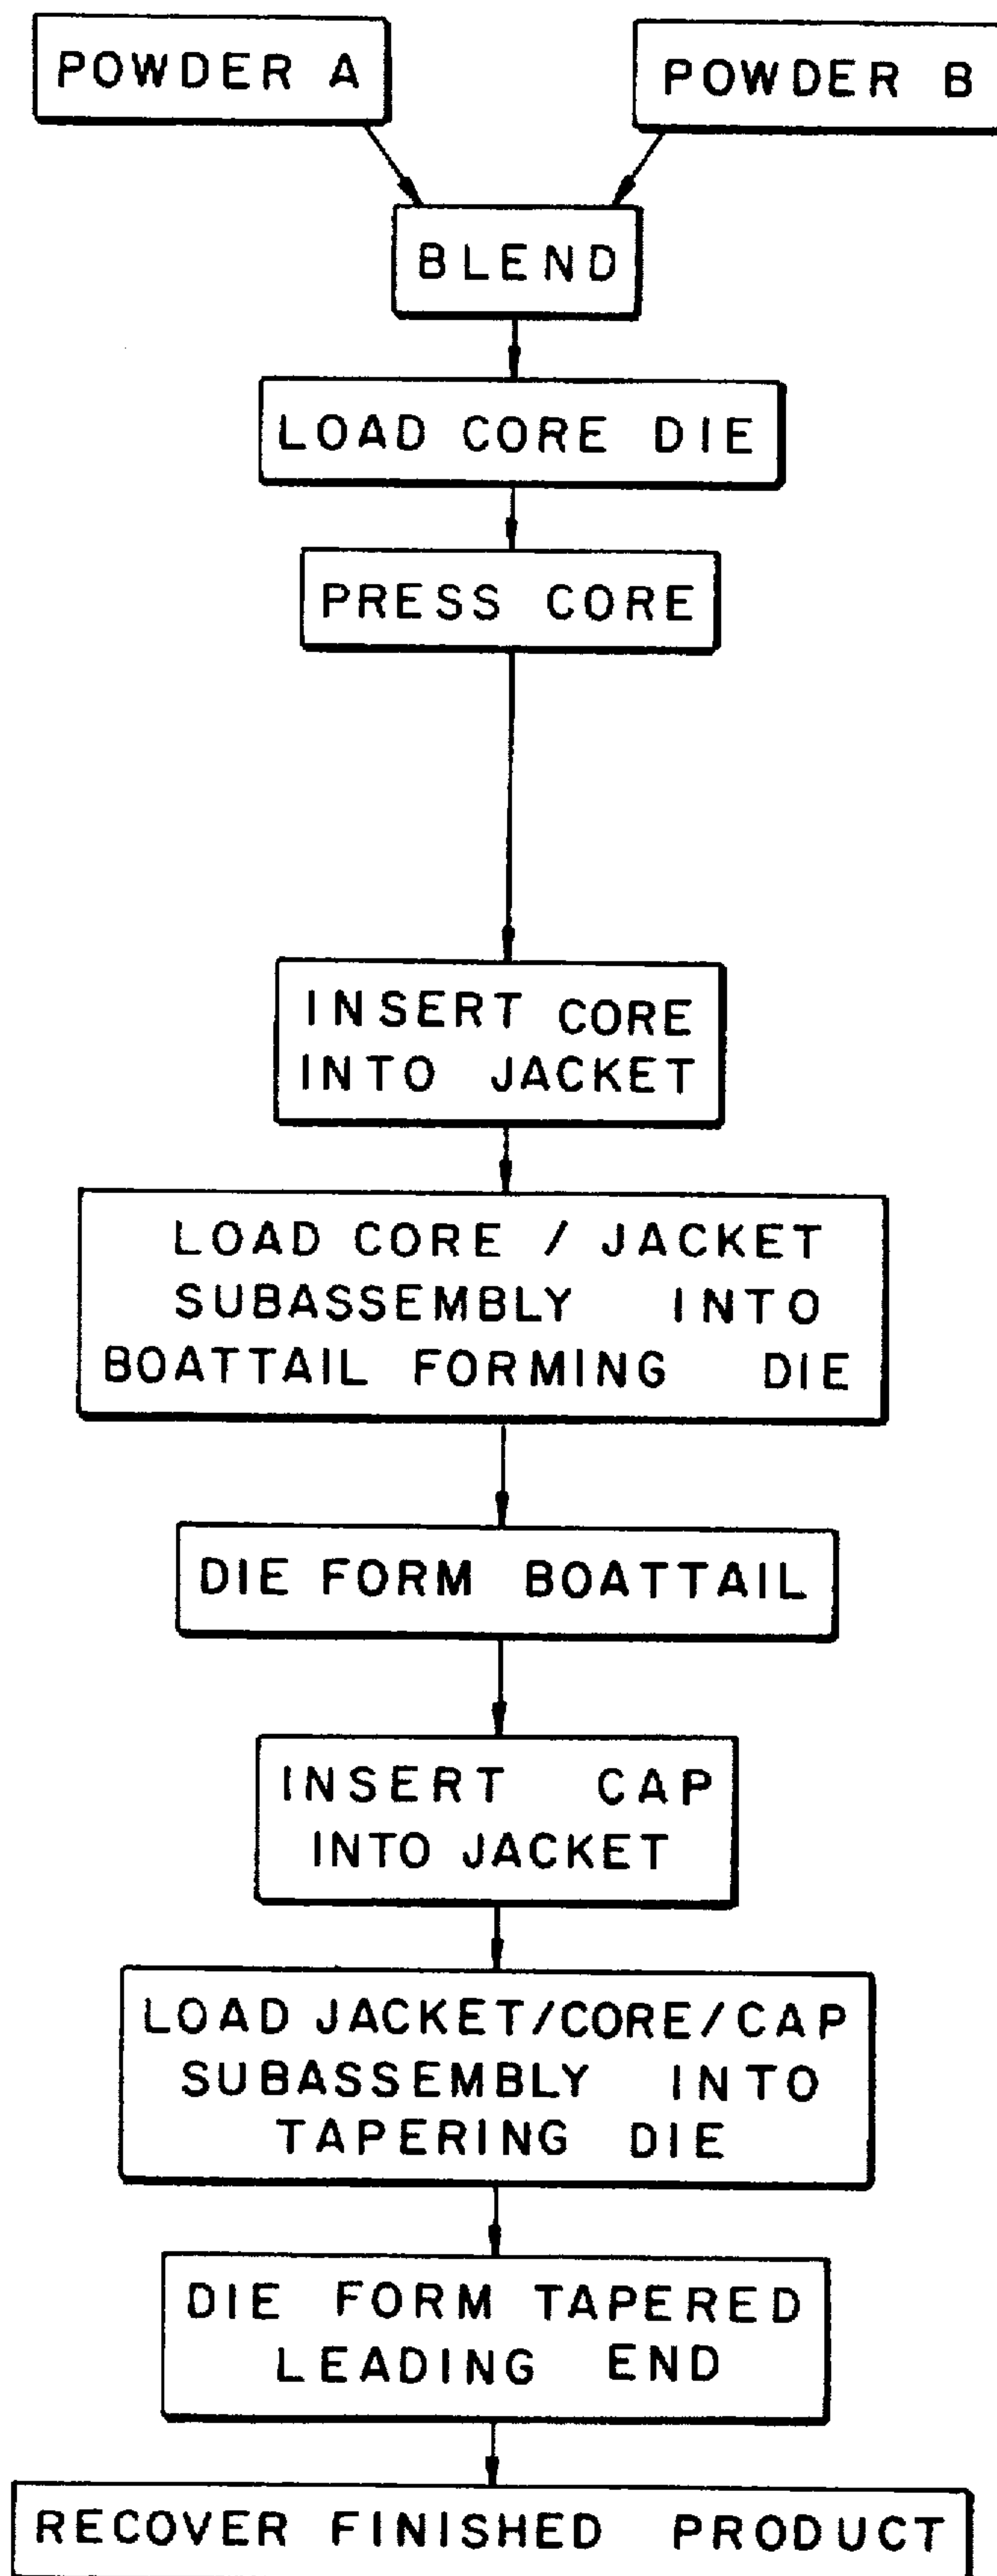 POWDER A
POWDER B
BLEND
LOAD CORE DIE
PRESS CORE
INSERT CORE
INTO JACKET
LOAD CORE / JACKET
SUBASSEMBLY INTO
BOATTAIL FORMING DIE
DIE FORM BOATTAIL
INSERT CAP
INTO JACKET
LOAD JACKET/CORE/CAP
SUBASSEMBLY INTO
TAPERING DIE
DIE FORM TAPERED
LEADING END
RECOVER FINISHED PRODUCT